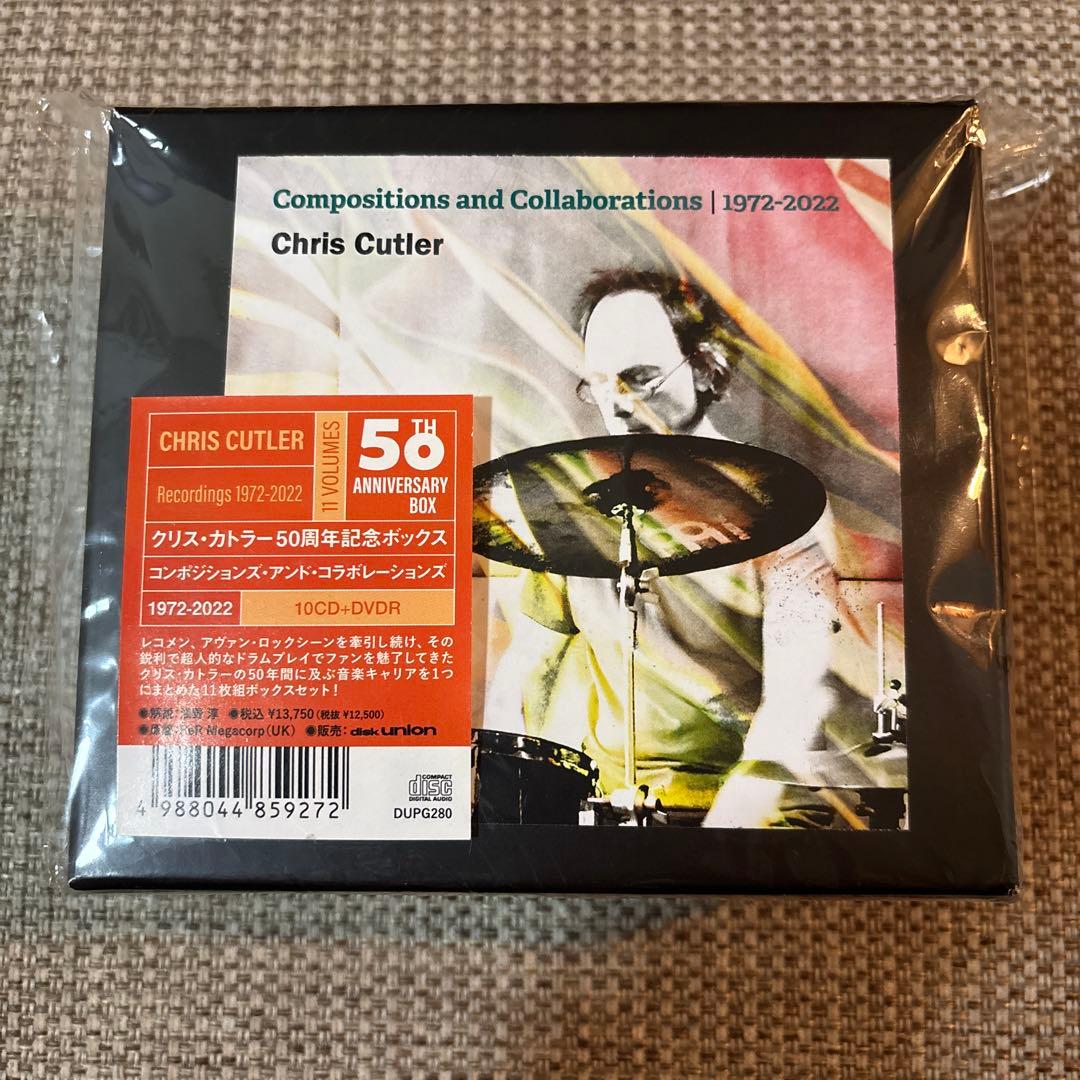 Compositions and Collaborations | 1972-2022
Chris Cutler
CHRIS CUTLER
Recordings 1972-2022
11 VOLUMES
50TH
ANNIVERSARY
BOX
クリス・カトラー50周年記念ボックス
コンポジションズ・アンド・コラボレーションズ
1972-2022
10CD+DVDR
レコメン、アヴァン・ロックシーンを牽引し続け、その
鋭利で超人的なドラムプレイでファンを魅了してきた
クリス・カトラーの50年間に及ぶ音楽キャリアを1つ
にまとめた11枚組ボックスセット!
淳 ●税込 ¥13,750(税抜 ¥12,500)
ReR Megacorp(UK) ●販売:disk union
4 988044 859272
COMPACT
disc
DIGITAL AUDIO
DUPG280